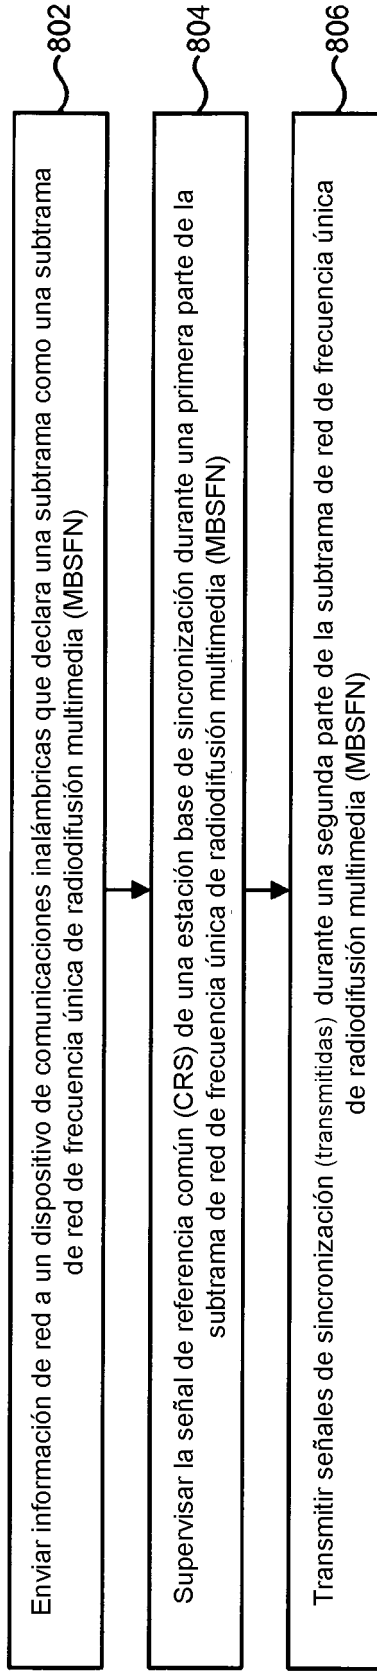 Enviar información de red a un dispositivo de comunicaciones inalámbricas que declara una subtrama como una subtrama
de red de frecuencia única de radiodifusión multimedia (MBSFN)
802
Supervisar la señal de referencia común (CRS) de una estación base de sincronización durante una primera parte de la
subtrama de red de frecuencia única de radiodifusión multimedia (MBSFN)
804
Transmitir señales de sincronización (transmitidas) durante una segunda parte de la subtrama de red de frecuencia única
de radiodifusión multimedia (MBSFN)
806